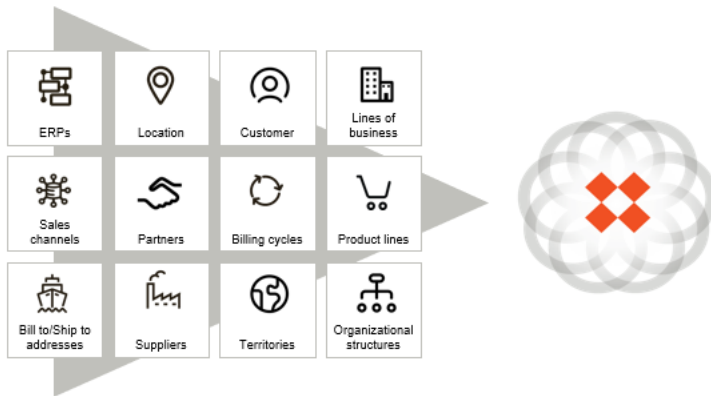 ERPs
Location
Customer
Lines of
business
Sales
channels
Partners
Billing cycles
Product lines
Bill to/Ship to
addresses
Suppliers
Territories
Organizational
structures